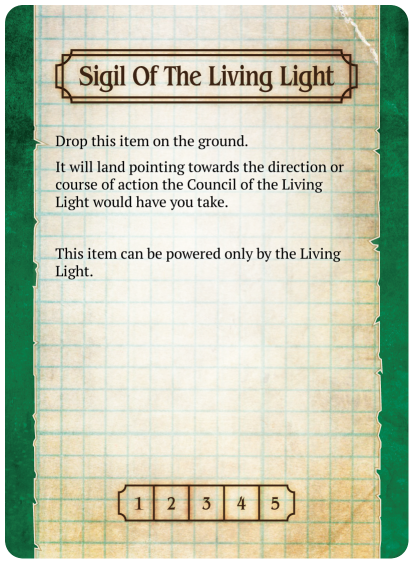 Sigil Of The Living Light
Drop this item on the ground.
It will land pointing towards the direction or
course of action the Council of the Living
Light would have you take.
This item can be powered only by the Living
Light.
1 2 3 4 5